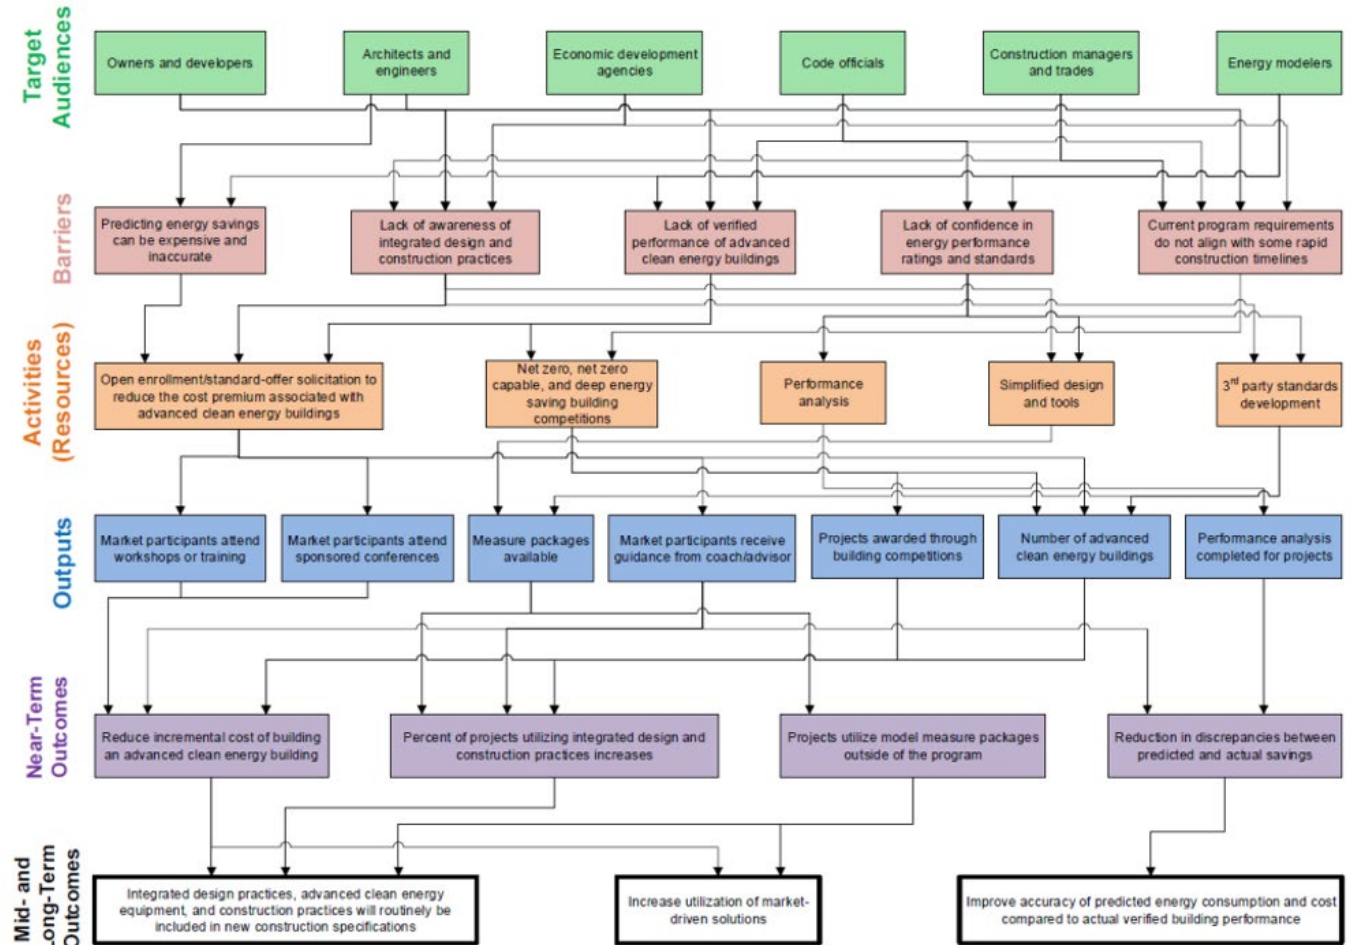 Target
Audiences
Owners and developers
Architects and
engineers
Economic development
agencies
Code officials
Construction managers
and trades
Energy modelers
Barriers
Predicting energy savings
can be expensive and
inaccurate
Lack of awareness of
integrated design and
construction practices
Lack of verified
performance of advanced
clean energy buildings
Lack of confidence in
energy performance
ratings and standards
Current program requirements
do not align with some rapid
construction timelines
Activities
(Resources)
Open enrollment/standard-offer solicitation to
reduce the cost premium associated with
advanced clean energy buildings
Net zero, net zero
capable, and deep energy
saving building
competitions
Performance
analysis
Simplified design
and tools
3rd party standards
development
Outputs
Market participants attend
workshops or training
Market participants attend
sponsored conferences
Measure packages
available
Market participants receive
guidance from coach/advisor
Projects awarded through
building competitions
Number of advanced
clean energy buildings
Performance analysis
completed for projects
Near-Term
Outcomes
Reduce incremental cost of building
an advanced clean energy building
Percent of projects utilizing integrated design and
construction practices increases
Projects utilize model measure packages
outside of the program
Reduction in discrepancies between
predicted and actual savings
Mid- and
Long-Term
Outcomes
Integrated design practices, advanced clean energy
equipment, and construction practices will routinely be
included in new construction specifications
Increase utilization of market-
driven solutions
Improve accuracy of predicted energy consumption and cost
compared to actual verified building performance